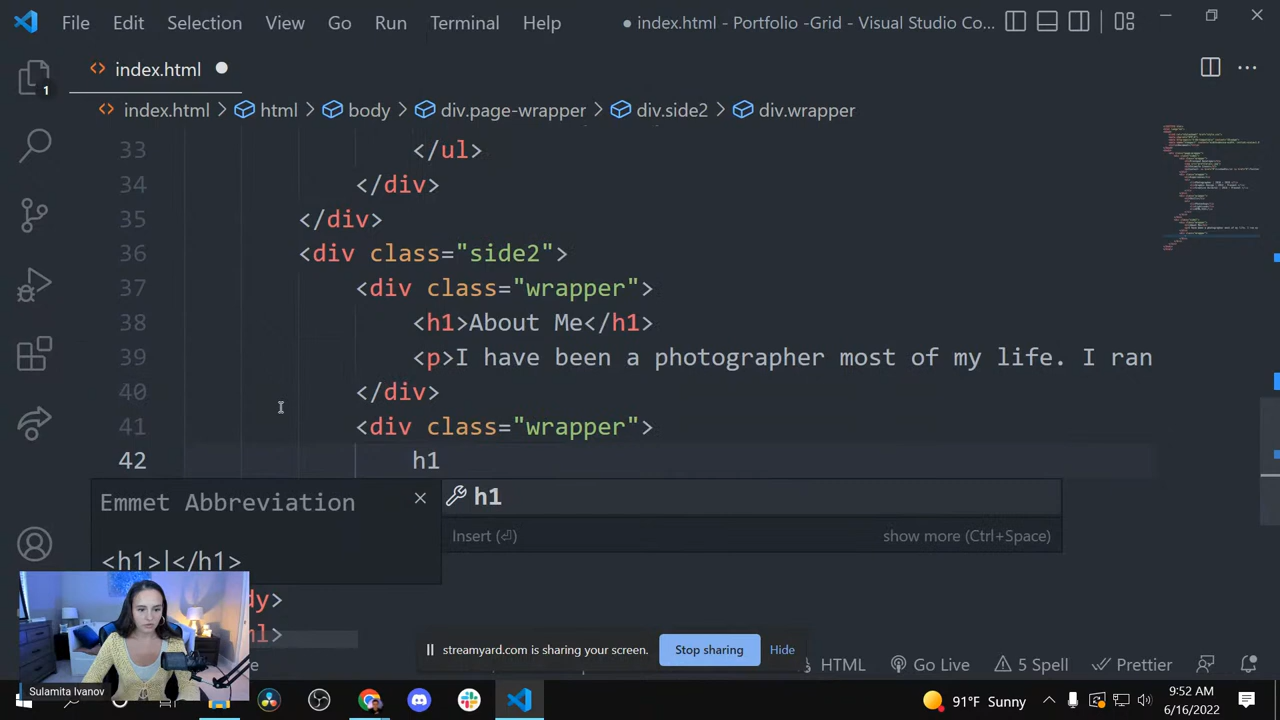 File Edit Selection View Go Run Terminal Help ● index.html - Portfolio -Grid - Visual Studio Co...
index.html
1
index.html > html > body > div.page-wrapper > div.side2 > div.wrapper
33 </ul>
34 </div>
35 </div>
36 <div class="side2">
37 <div class="wrapper">
38 <h1>About Me</h1>
39 <p>I have been a photographer most of my life. I ran
40 </div>
41 <div class="wrapper">
42 h1
Emmet Abbreviation
<h1>|</h1>
h1
Insert (⏎) show more (Ctrl+Space)
dy>
ml>
streamyard.com is sharing your screen. Stop sharing Hide
HTML Go Live 5 Spell Prettier
Sulamita Ivanov
91°F Sunny
9:52 AM
6/16/2022